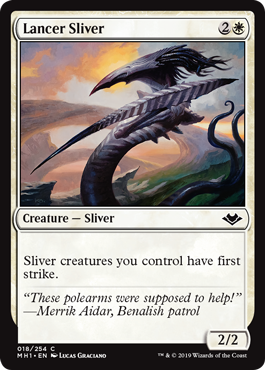 Lancer Sliver 2
Creature — Sliver
Sliver creatures you control have first
strike.
“These polearms were supposed to help!”
—Merrik Aidar, Benalish patrol
2/2
018/254 C
MH1 • EN Lucas Graciano ™ & © 2019 Wizards of the Coast